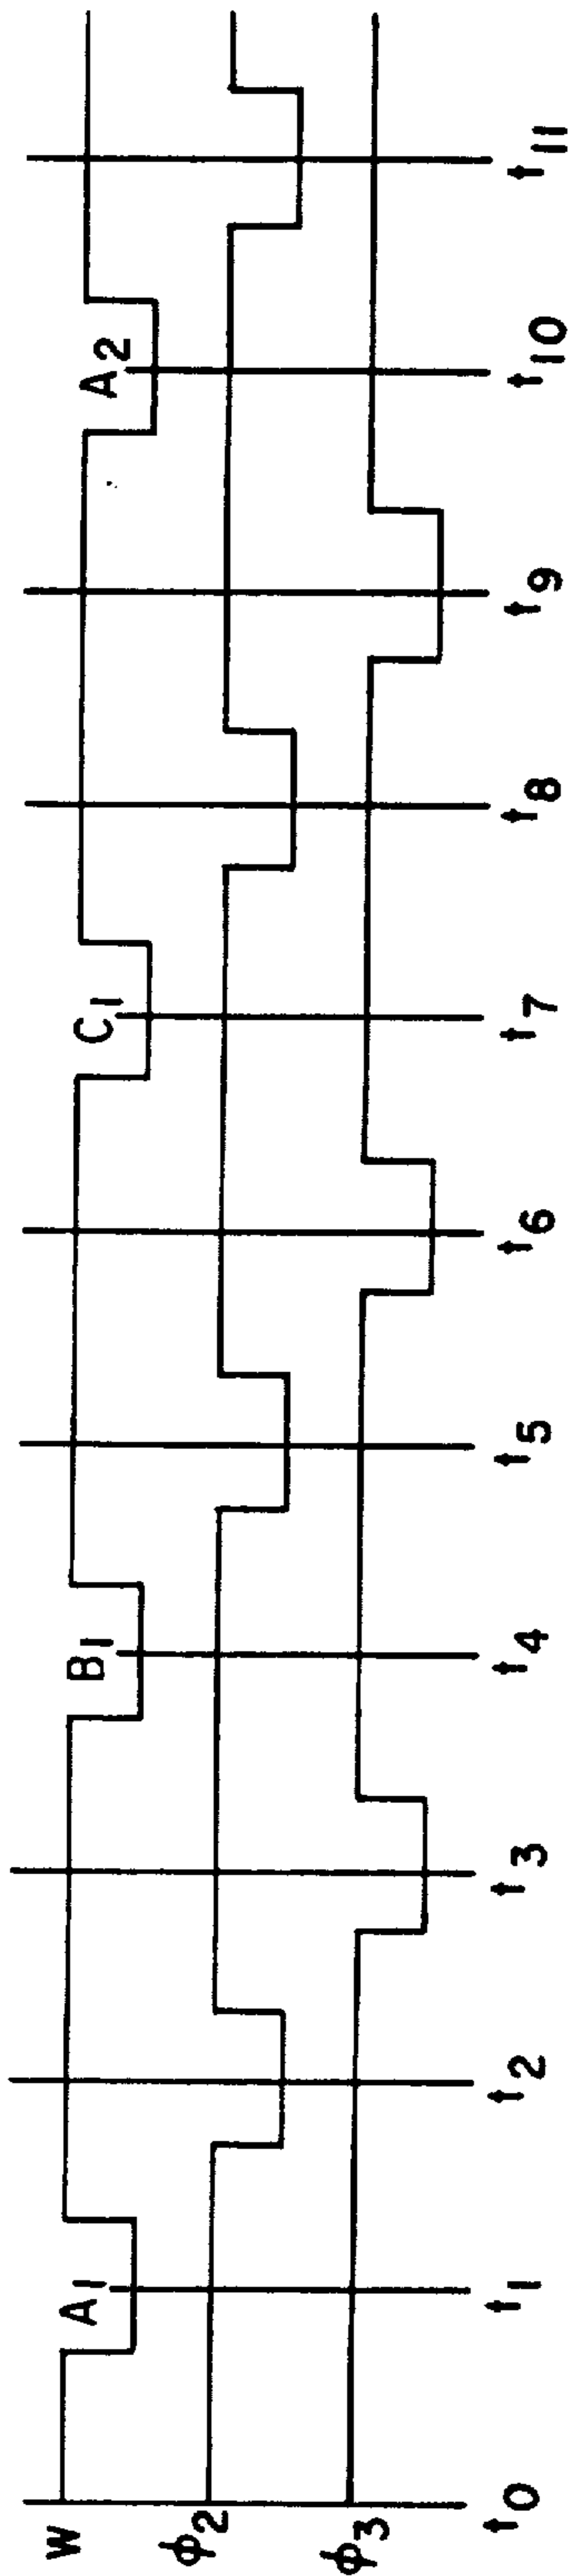 W A₁ B₁ C₁ A₂
ϕ₂
ϕ₃
t₀ t₁ t₂ t₃ t₄ t₅ t₆ t₇ t₈ t₉ t₁₀ t₁₁